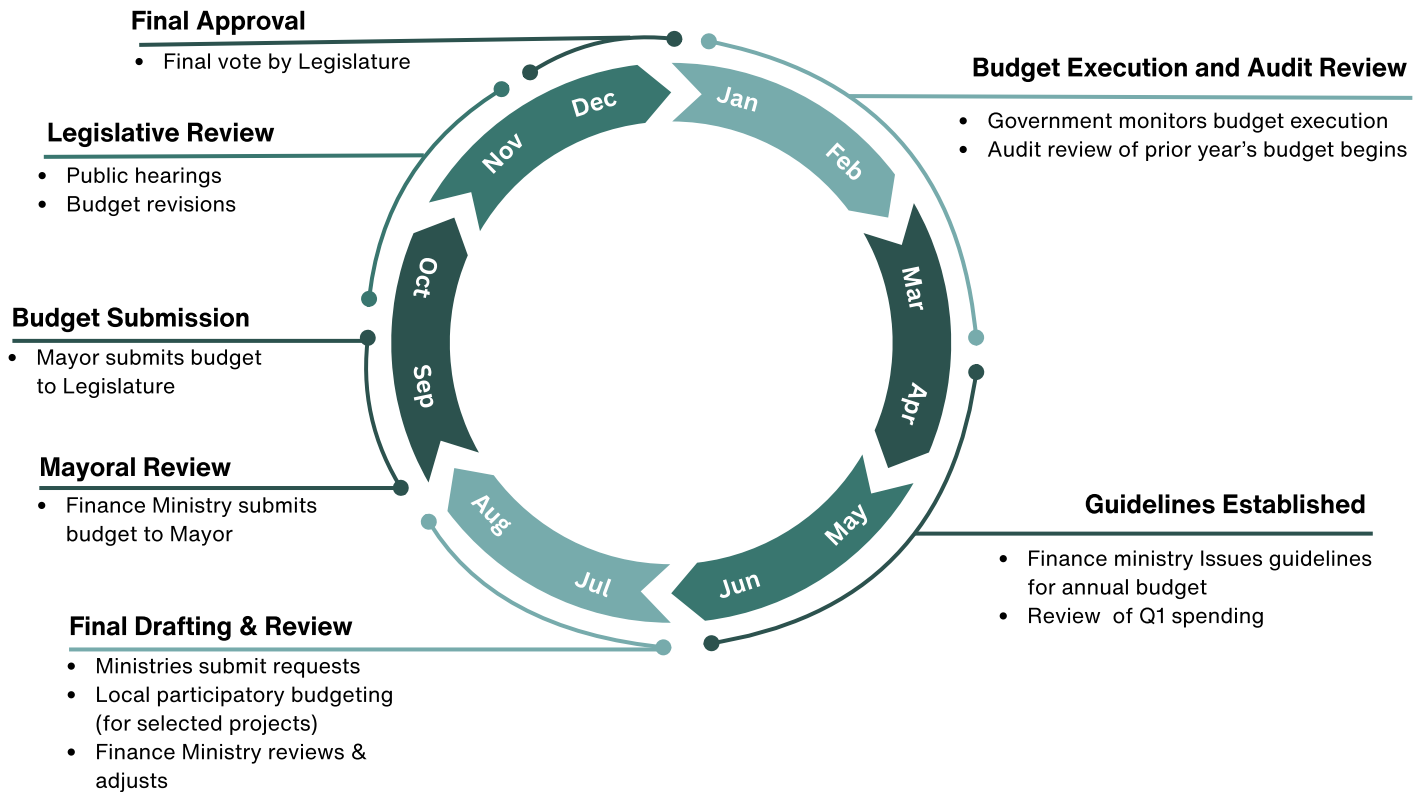 Final Approval
• Final vote by Legislature
Legislative Review
• Public hearings
• Budget revisions
Budget Submission
• Mayor submits budget
to Legislature
Mayoral Review
• Finance Ministry submits
budget to Mayor
Final Drafting & Review
• Ministries submit requests
• Local participatory budgeting
(for selected projects)
• Finance Ministry reviews &
adjusts
Jan
Feb
Mar
Apr
May
Jun
Jul
Aug
Sep
Oct
Nov
Dec
Budget Execution and Audit Review
• Government monitors budget execution
• Audit review of prior year’s budget begins
Guidelines Established
• Finance ministry Issues guidelines
for annual budget
• Review of Q1 spending